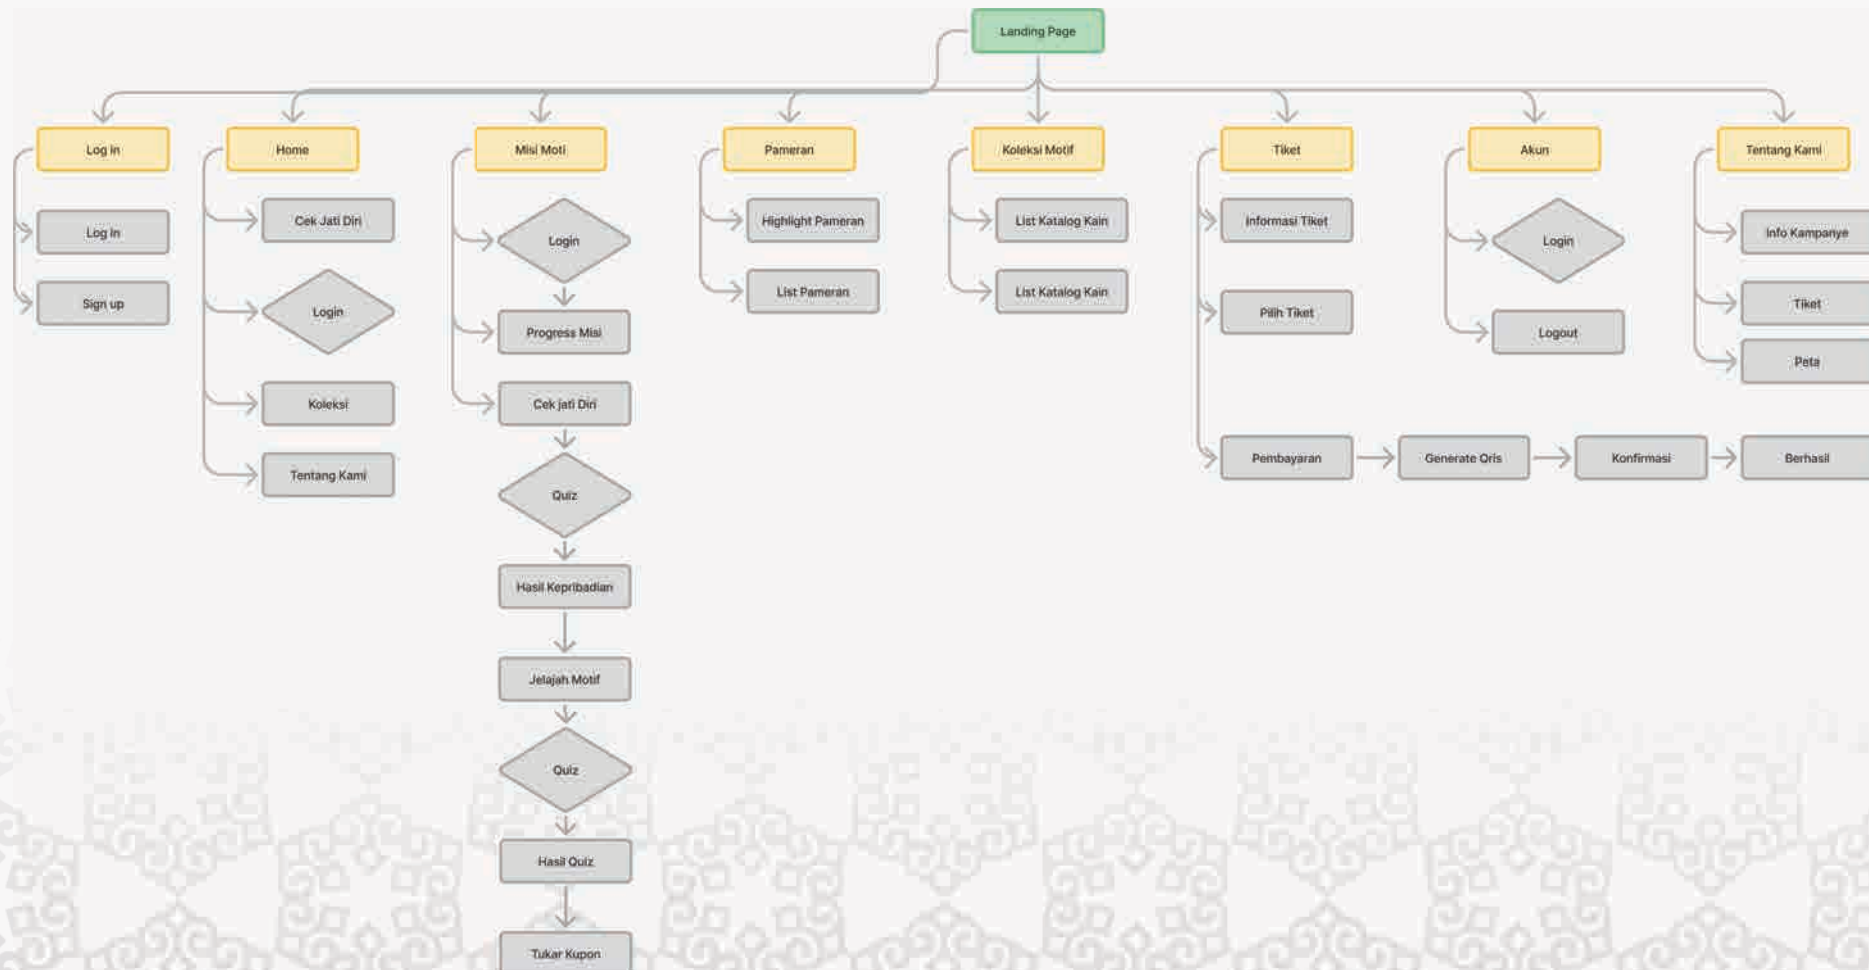 Landing Page
Log in
Home
Misi Moti
Pameran
Koleksi Motif
Tiket
Akun
Tentang Kami
Log in
Sign up
Cek Jati Diri
Login
Koleksi
Tentang Kami
Login
Progress Misi
Cek jati Diri
Quiz
Hasil Kepribadian
Jelajah Motif
Quiz
Hasil Quiz
Tukar Kupon
Highlight Pameran
List Pameran
List Katalog Kain
List Katalog Kain
Informasi Tiket
Pilih Tiket
Pembayaran
Generate Qris
Konfirmasi
Berhasil
Login
Logout
Info Kampanye
Tiket
Peta